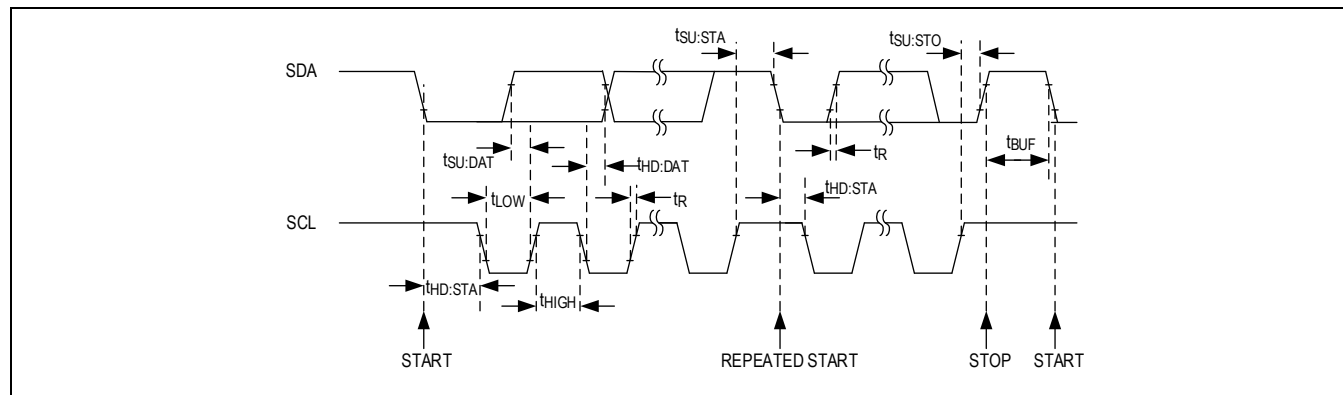 tSU:STA
tSU:STO
SDA
tSU:DAT
tHD:DAT
tR
tBUF
tLOW
tR
tHD:STA
SCL
tHD:STA
tHIGH
START
REPEATED START
STOP
START